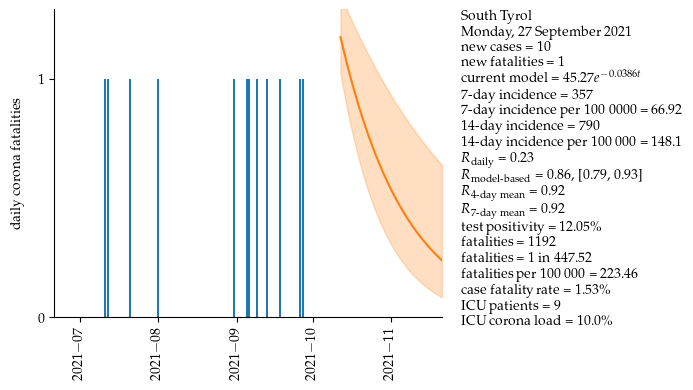 1
0
daily corona fatalities
2021−07
2021−08
2021−09
2021−10
2021−11
South Tyrol
Monday, 27 September 2021
new cases = 10
new fatalities = 1
current model = 45.27e^{−0.0386t}
7-day incidence = 357
7-day incidence per 100 0000 = 66.92
14-day incidence = 790
14-day incidence per 100 000 = 148.1
R_daily = 0.23
R_model-based = 0.86, [0.79, 0.93]
R_4-day mean = 0.92
R_7-day mean = 0.92
test positivity = 12.05%
fatalities = 1192
fatalities = 1 in 447.52
fatalities per 100 000 = 223.46
case fatality rate = 1.53%
ICU patients = 9
ICU corona load = 10.0%